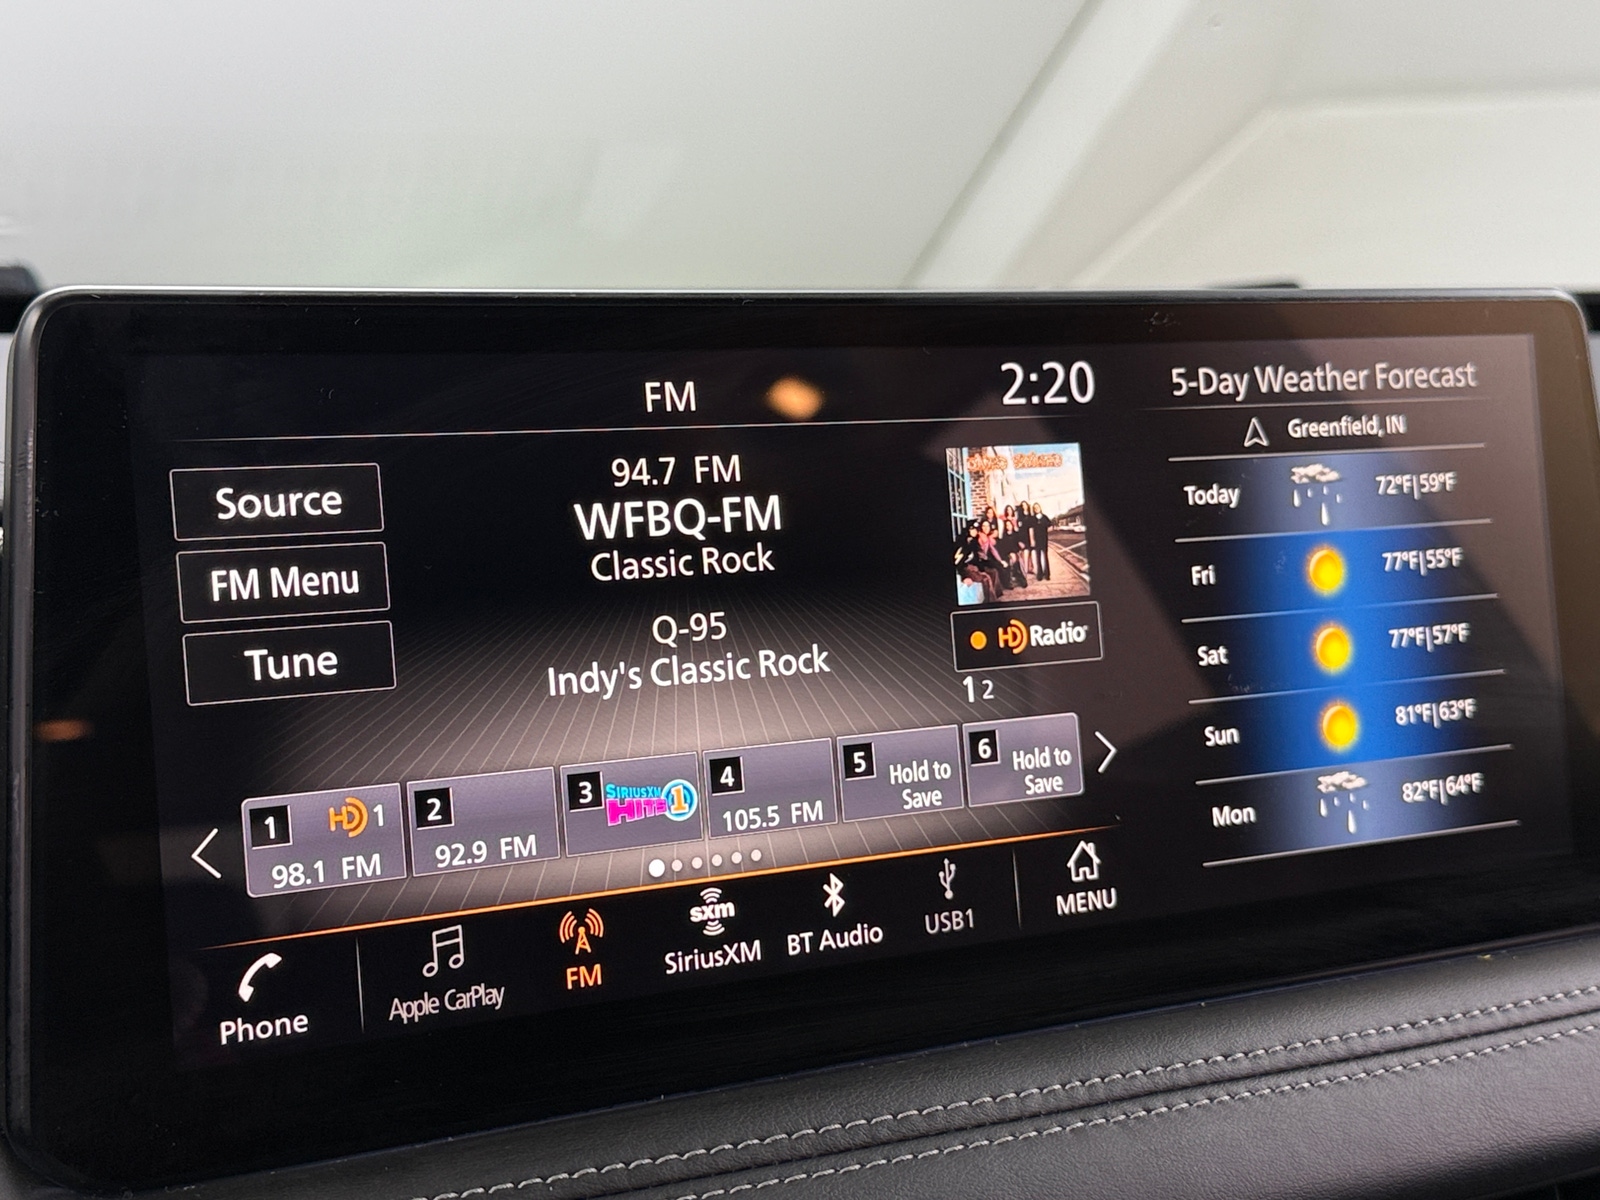 FM
2:20
94.7 FM
WFBQ-FM
Classic Rock
Q-95
Indy's Classic Rock
Source
FM Menu
Tune
HD Radio
1 2
1 HD 1
98.1 FM
2
92.9 FM
3 SIRIUSXM
HITS 1
4
105.5 FM
5 Hold to
Save
6 Hold to
Save
Phone
Apple CarPlay
FM
sxm
SiriusXM
BT Audio
USB1
MENU
5-Day Weather Forecast
Greenfield, IN
Today 72°F|59°F
Fri 77°F|55°F
Sat 77°F|57°F
Sun 81°F|63°F
Mon 82°F|64°F